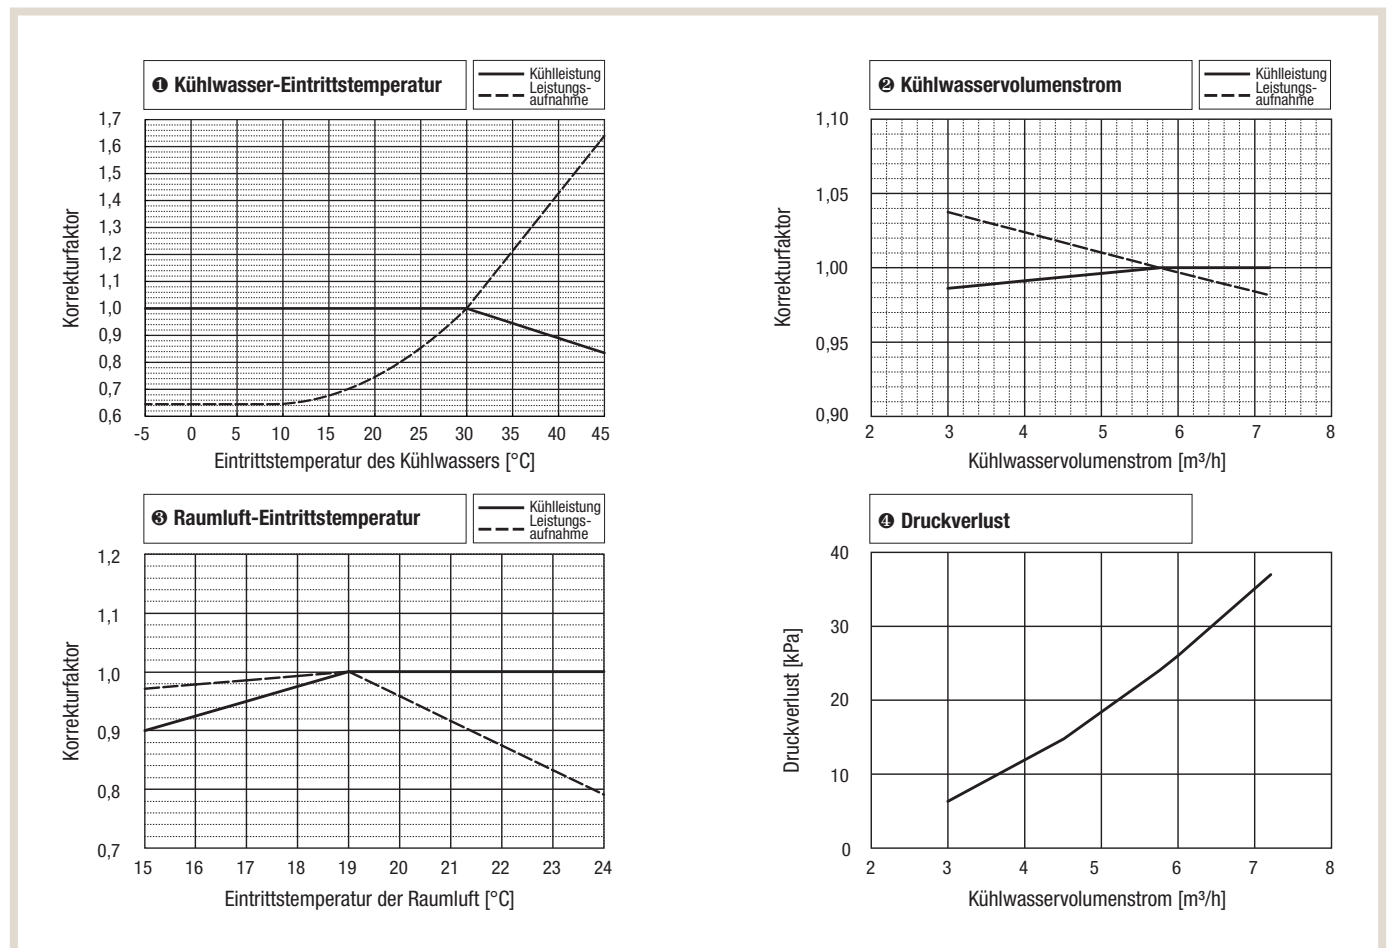 ❶ Kühlwasser-Eintrittstemperatur
Kühlleistung
Leistungs-
aufnahme
1,7
1,6
1,5
1,4
1,3
1,2
1,1
1,0
0,9
0,8
0,7
0,6
Korrekturfaktor
-5 0 5 10 15 20 25 30 35 40 45
Eintrittstemperatur des Kühlwassers [°C]
❷ Kühlwasservolumenstrom
Kühlleistung
Leistungs-
aufnahme
1,10
1,05
1,00
0,95
0,90
Korrekturfaktor
2 3 4 5 6 7 8
Kühlwasservolumenstrom [m³/h]
❸ Raumluft-Eintrittstemperatur
Kühlleistung
Leistungs-
aufnahme
1,2
1,1
1,0
0,9
0,8
0,7
Korrekturfaktor
15 16 17 18 19 20 21 22 23 24
Eintrittstemperatur der Raumluft [°C]
❹ Druckverlust
40
30
20
10
0
Druckverlust [kPa]
2 3 4 5 6 7 8
Kühlwasservolumenstrom [m³/h]